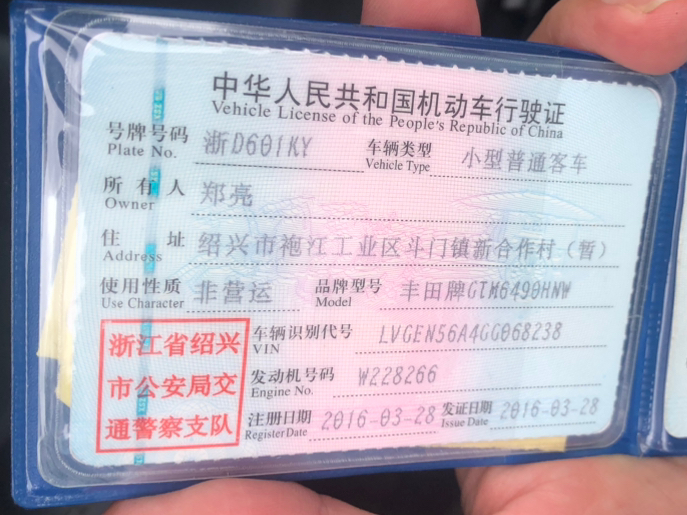 中华人民共和国机动车行驶证
Vehicle License of the People's Republic of China
号牌号码 浙D601KY 车辆类型 小型普通客车
Plate No. Vehicle Type
所有人 郑亮
Owner
住址 绍兴市袍江工业区斗门镇新合作村（暂）
Address
使用性质 非营运 品牌型号 丰田牌GTM6490HNW
Use Character Model
浙江省绍兴
市公安局交
通警察支队
车辆识别代号 LVGEN56A4GG068238
VIN
发动机号码 W228266
Engine No.
注册日期 2016-03-28 发证日期 2016-03-28
Register Date Issue Date